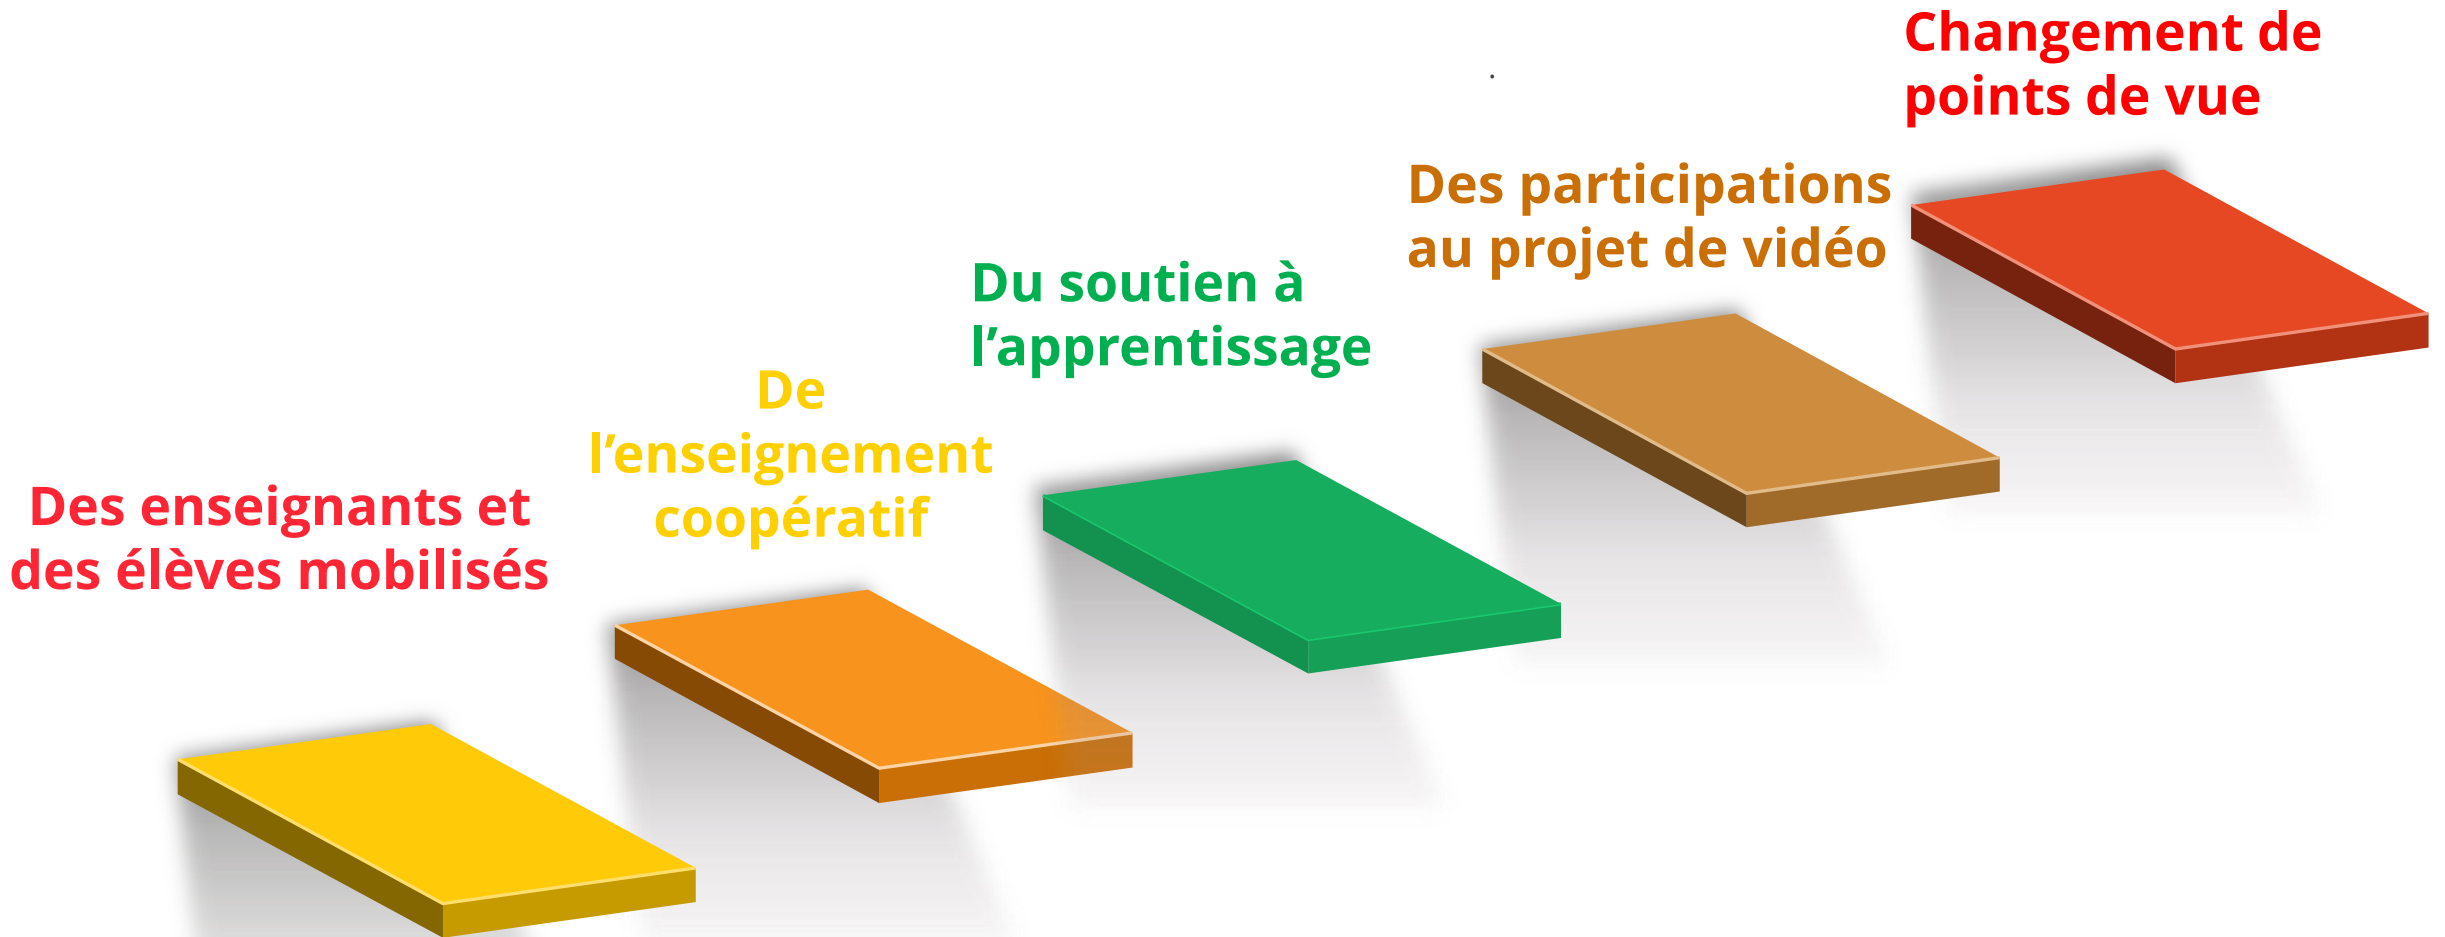 Des enseignants et
des élèves mobilisés
De
l’enseignement
coopératif
Du soutien à
l’apprentissage
Des participations
au projet de vidéo
Changement de
points de vue